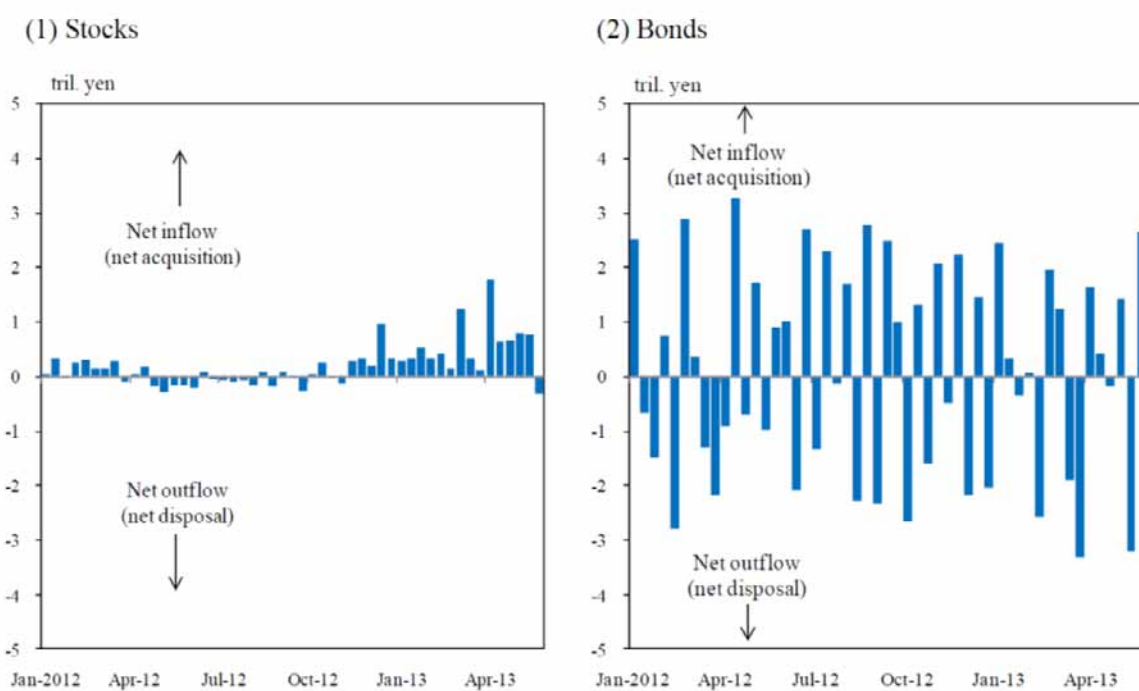 (1) Stocks
tril. yen
5
4
3
2
1
0
-1
-2
-3
-4
-5
Net inflow
(net acquisition)
Net outflow
(net disposal)
Jan-2012 Apr-12 Jul-12 Oct-12 Jan-13 Apr-13
(2) Bonds
tril. yen
5
4
3
2
1
0
-1
-2
-3
-4
-5
Net inflow
(net acquisition)
Net outflow
(net disposal)
Jan-2012 Apr-12 Jul-12 Oct-12 Jan-13 Apr-13